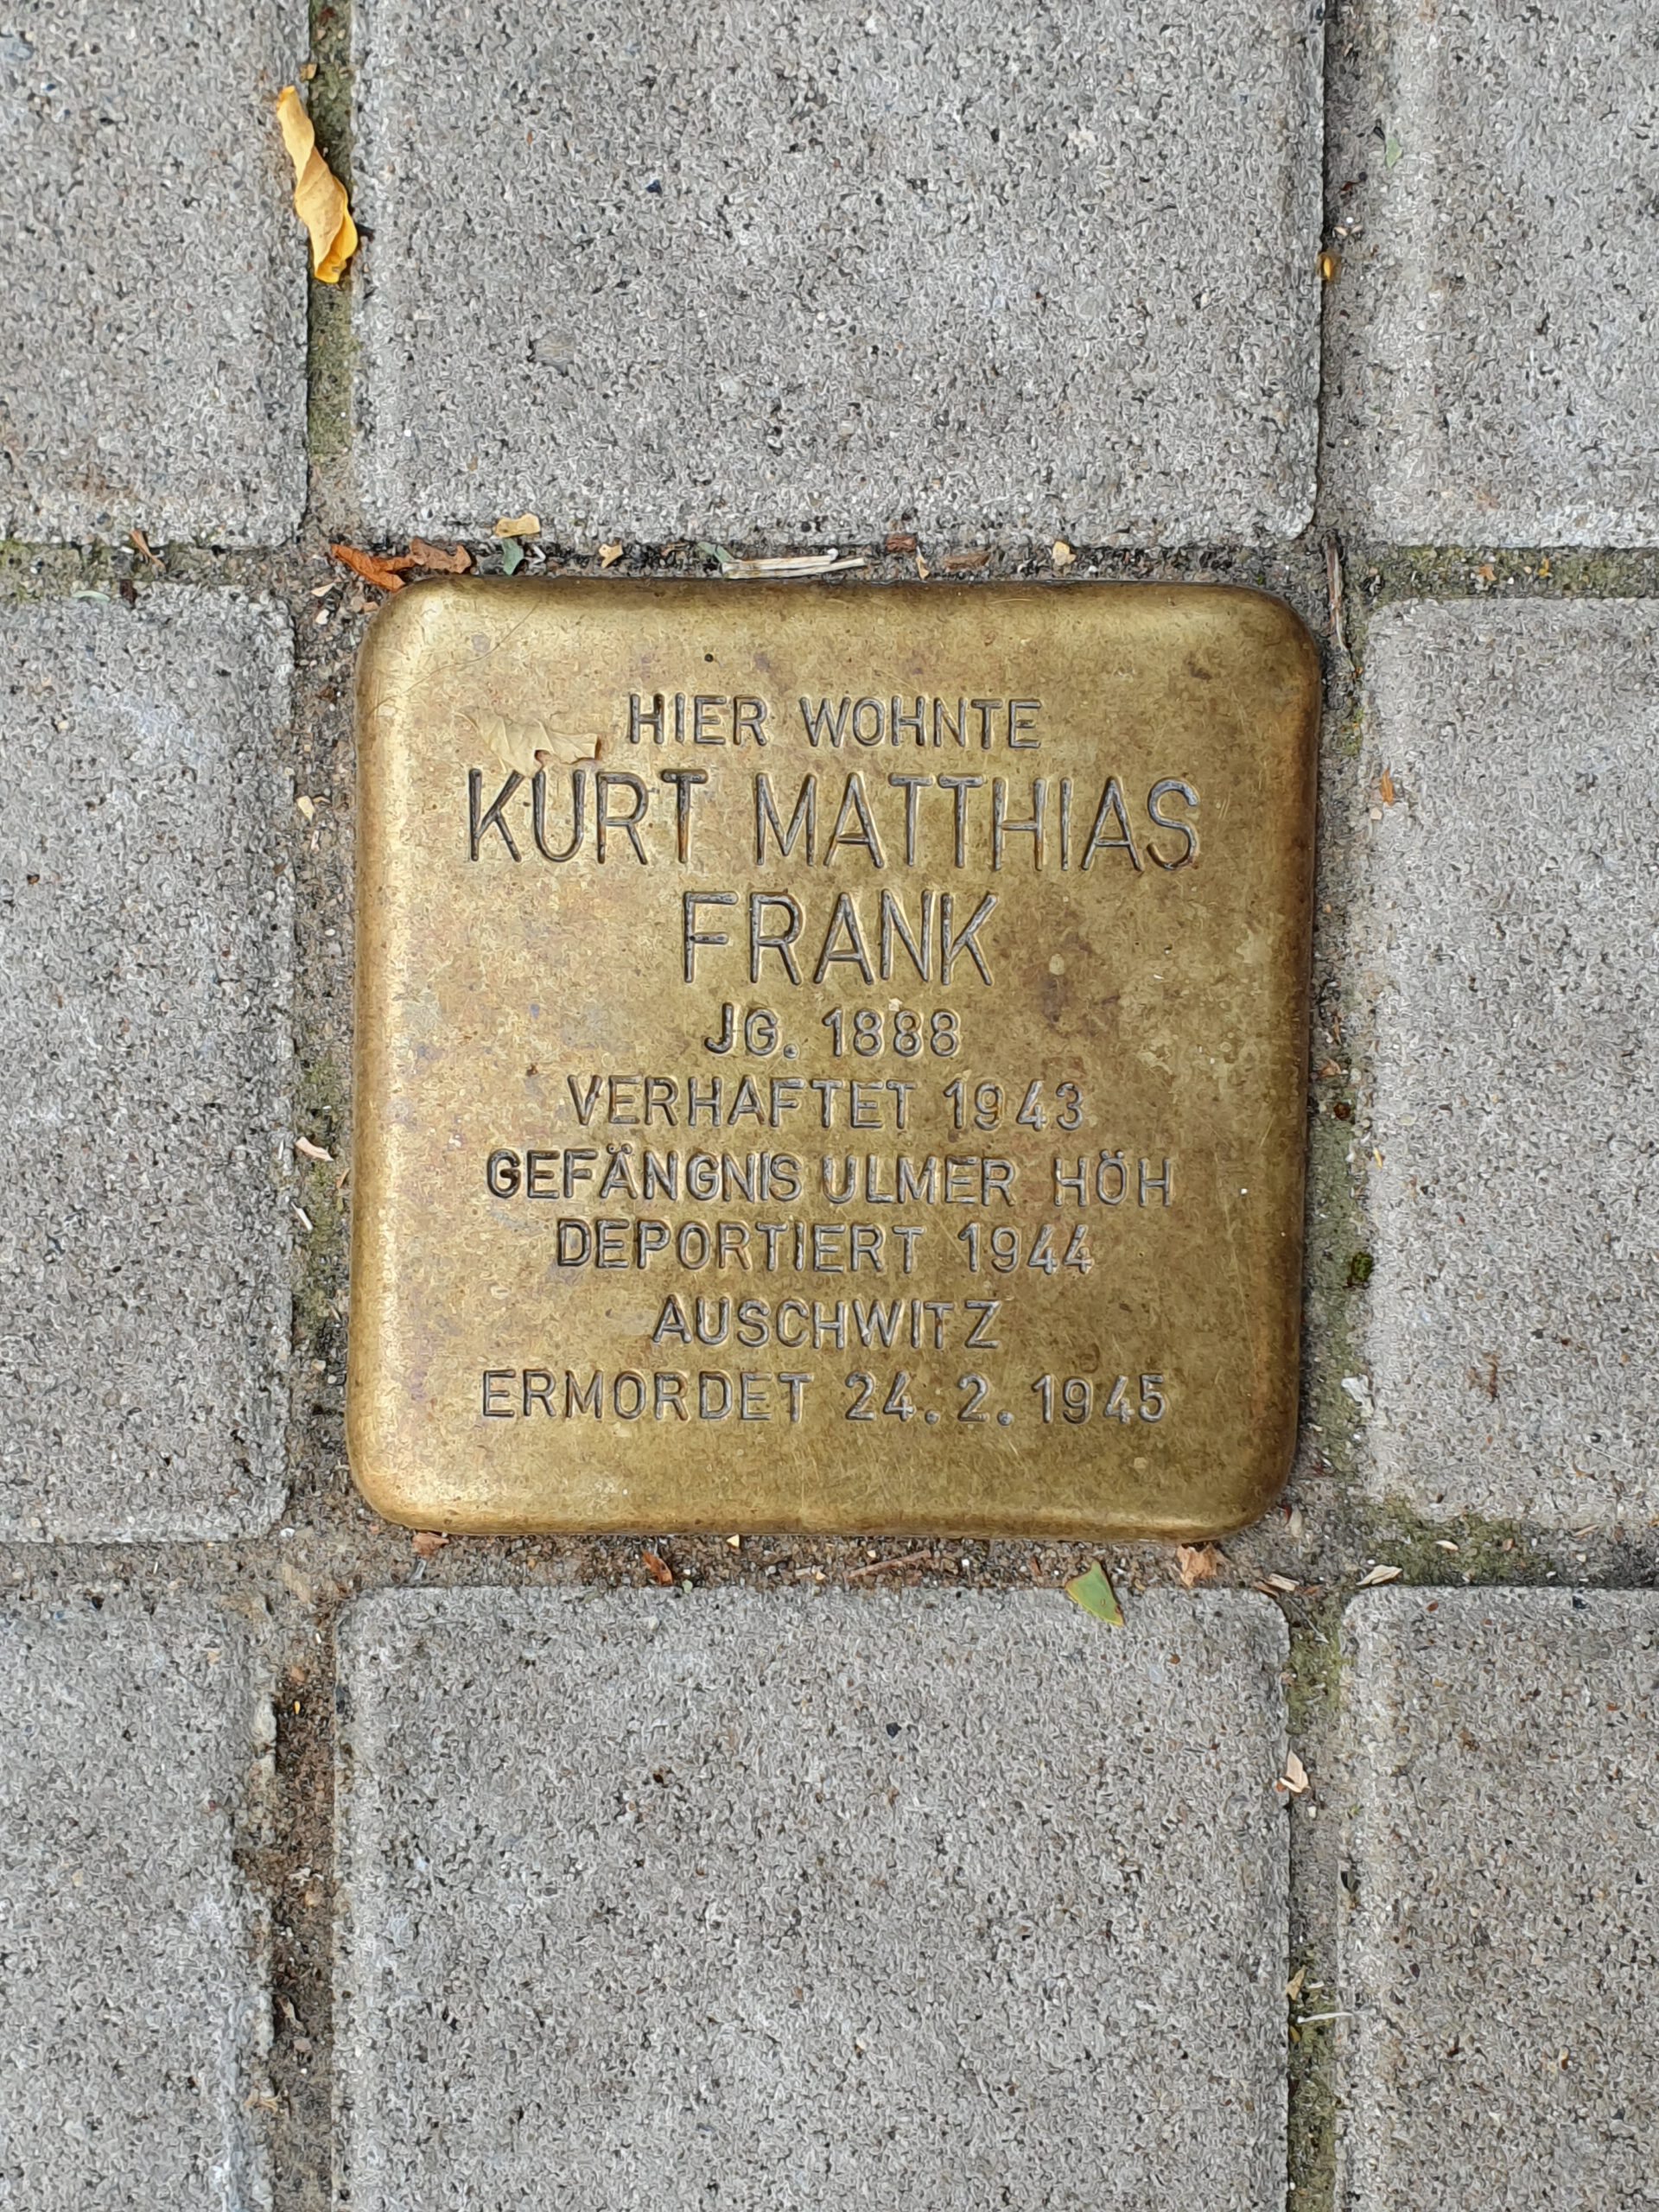 HIER WOHNTE
KURT MATTHIAS
FRANK
JG. 1888
VERHAFTET 1943
GEFÄNGNIS ULMER HÖH
DEPORTIERT 1944
AUSCHWITZ
ERMORDET 24.2.1945